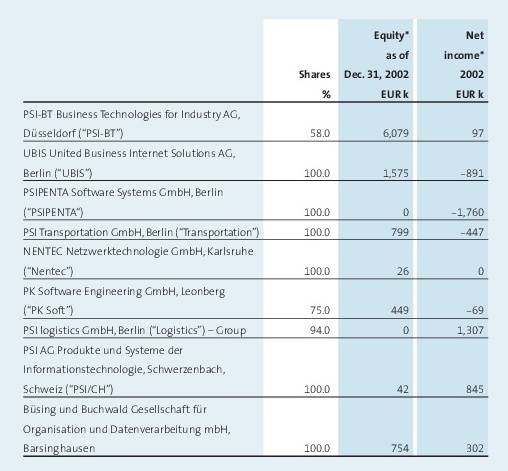 Equity* Net
as of income*
Shares Dec. 31, 2002 2002
% EUR k EUR k
PSI-BT Business Technologies for Industry AG,
Düsseldorf ("PSI-BT") 58.0 6,079 97
UBIS United Business Internet Solutions AG,
Berlin ("UBIS") 100.0 1,575 –891
PSIPENTA Software Systems GmbH, Berlin
("PSIPENTA") 100.0 0 –1,760
PSI Transportation GmbH, Berlin ("Transportation") 100.0 799 –447
NENTEC Netzwerktechnologie GmbH, Karlsruhe
("Nentec") 100.0 26 0
PK Software Engineering GmbH, Leonberg
("PK Soft") 75.0 449 –69
PSI logistics GmbH, Berlin ("Logistics") – Group 94.0 0 1,307
PSI AG Produkte und Systeme der
Informationstechnologie, Schwerzenbach,
Schweiz ("PSI/CH") 100.0 42 845
Büsing und Buchwald Gesellschaft für
Organisation und Datenverarbeitung mbH,
Barsinghausen 100.0 754 302